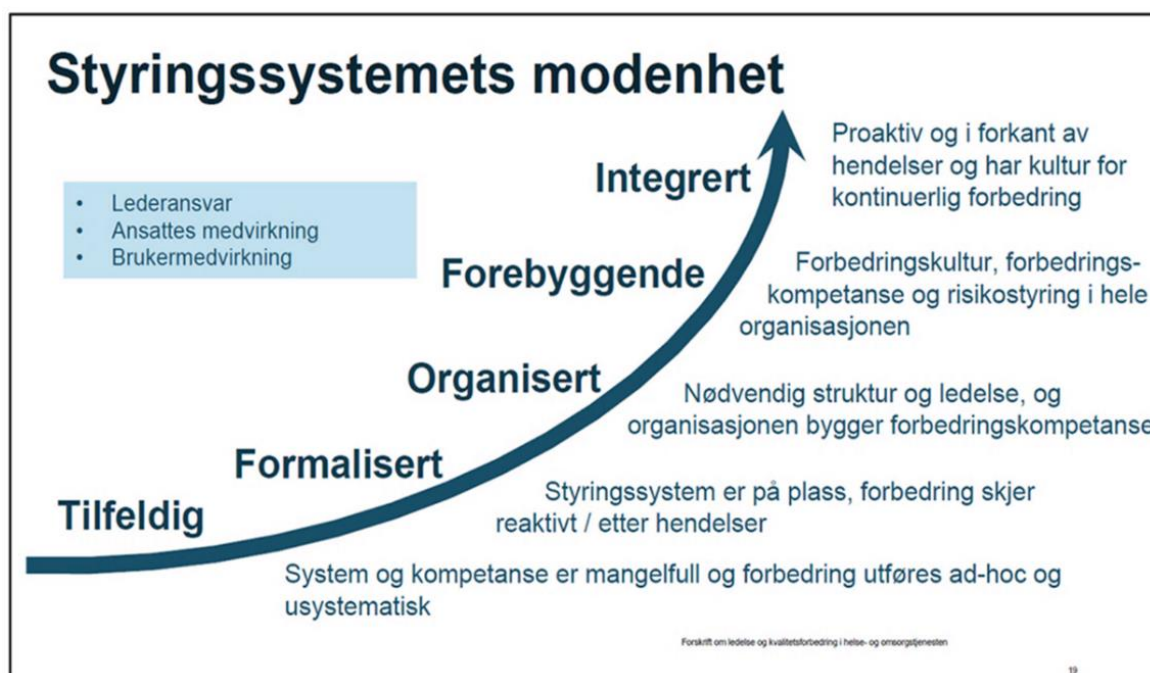 Styringssystemets modenhet
• Lederansvar
• Ansattes medvirkning
• Brukermedvirkning
Integrert
Proaktiv og i forkant av
hendelser og har kultur for
kontinuerlig forbedring
Forebyggende
Forbedringskultur, forbedrings-
kompetanse og risikostyring i hele
organisasjonen
Organisert
Nødvendig struktur og ledelse, og
organisasjonen bygger forbedringskompetanse
Formalisert
Styringssystem er på plass, forbedring skjer
reaktivt / etter hendelser
Tilfeldig
System og kompetanse er mangelfull og forbedring utføres ad-hoc og
usystematisk
Forskrift om ledelse og kvalitetsforbedring i helse- og omsorgstjenesten
19